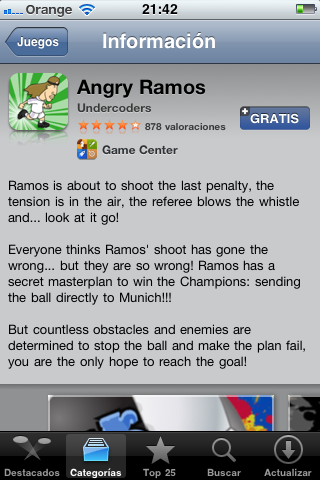 Orange 21:42
Juegos Información
Angry Ramos
Undercoders
878 valoraciones
GRATIS
Game Center
Ramos is about to shoot the last penalty, the
tension is in the air, the referee blows the whistle
and... look at it go!
Everyone thinks Ramos' shoot has gone the
wrong... but they are so wrong! Ramos has a
secret masterplan to win the Champions: sending
the ball directly to Munich!!!
But countless obstacles and enemies are
determined to stop the ball and make the plan fail,
you are the only hope to reach the goal!
Destacados Categorías Top 25 Buscar Actualizar